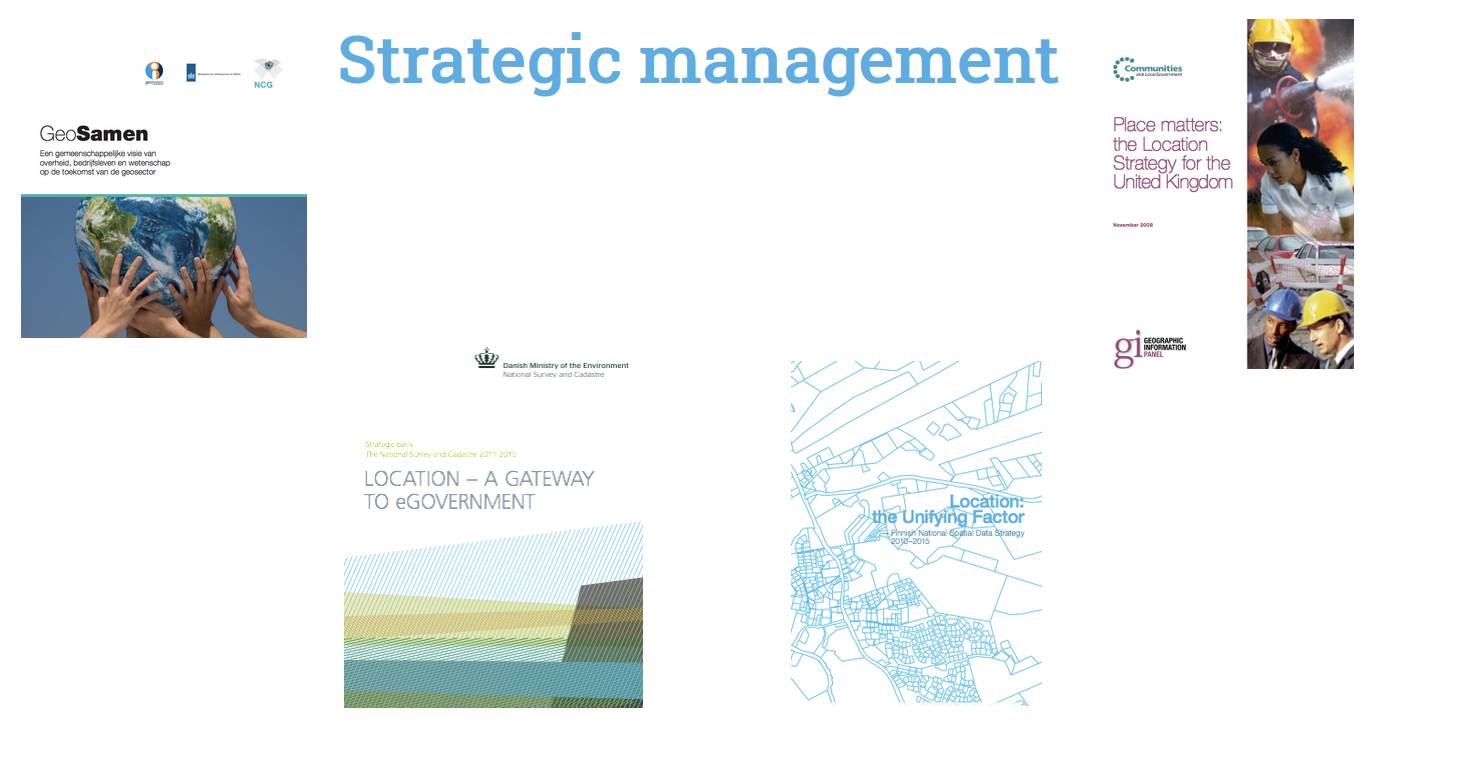 Strategic management
NCG
GeoSamen
Een gemeenschappelijke visie van
overheid, bedrijfsleven en wetenschap
op de toekomst van de geosector
Communities
and Local Government
Place matters:
the Location
Strategy for the
United Kingdom
November 2008
gi GEOGRAPHIC
INFORMATION
PANEL
Danish Ministry of the Environment
National Survey and Cadastre
Strategic basis
The National Survey and Cadastre 2011-2015
LOCATION – A GATEWAY
TO eGOVERNMENT
Location:
the Unifying Factor
– Finnish National Spatial Data Strategy
2010–2015